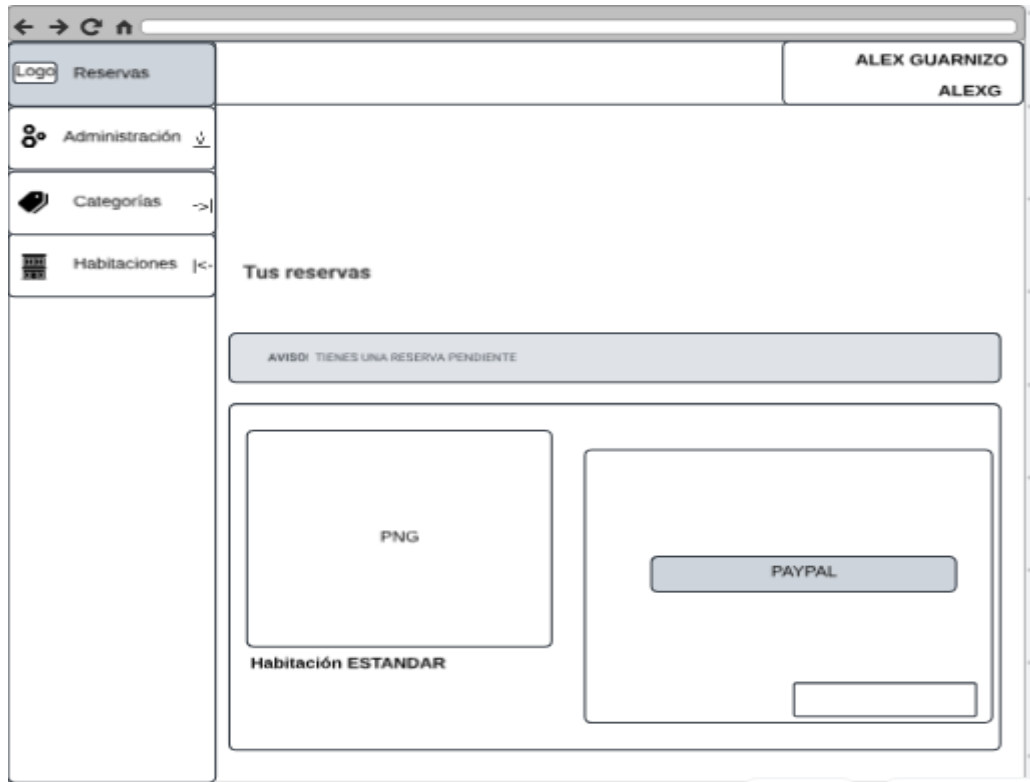 Logo Reservas
ALEX GUARNIZO
ALEXG
Administración
Categorías ->|
Habitaciones |<-
Tus reservas
AVISO! TIENES UNA RESERVA PENDIENTE
PNG
PAYPAL
Habitación ESTANDAR